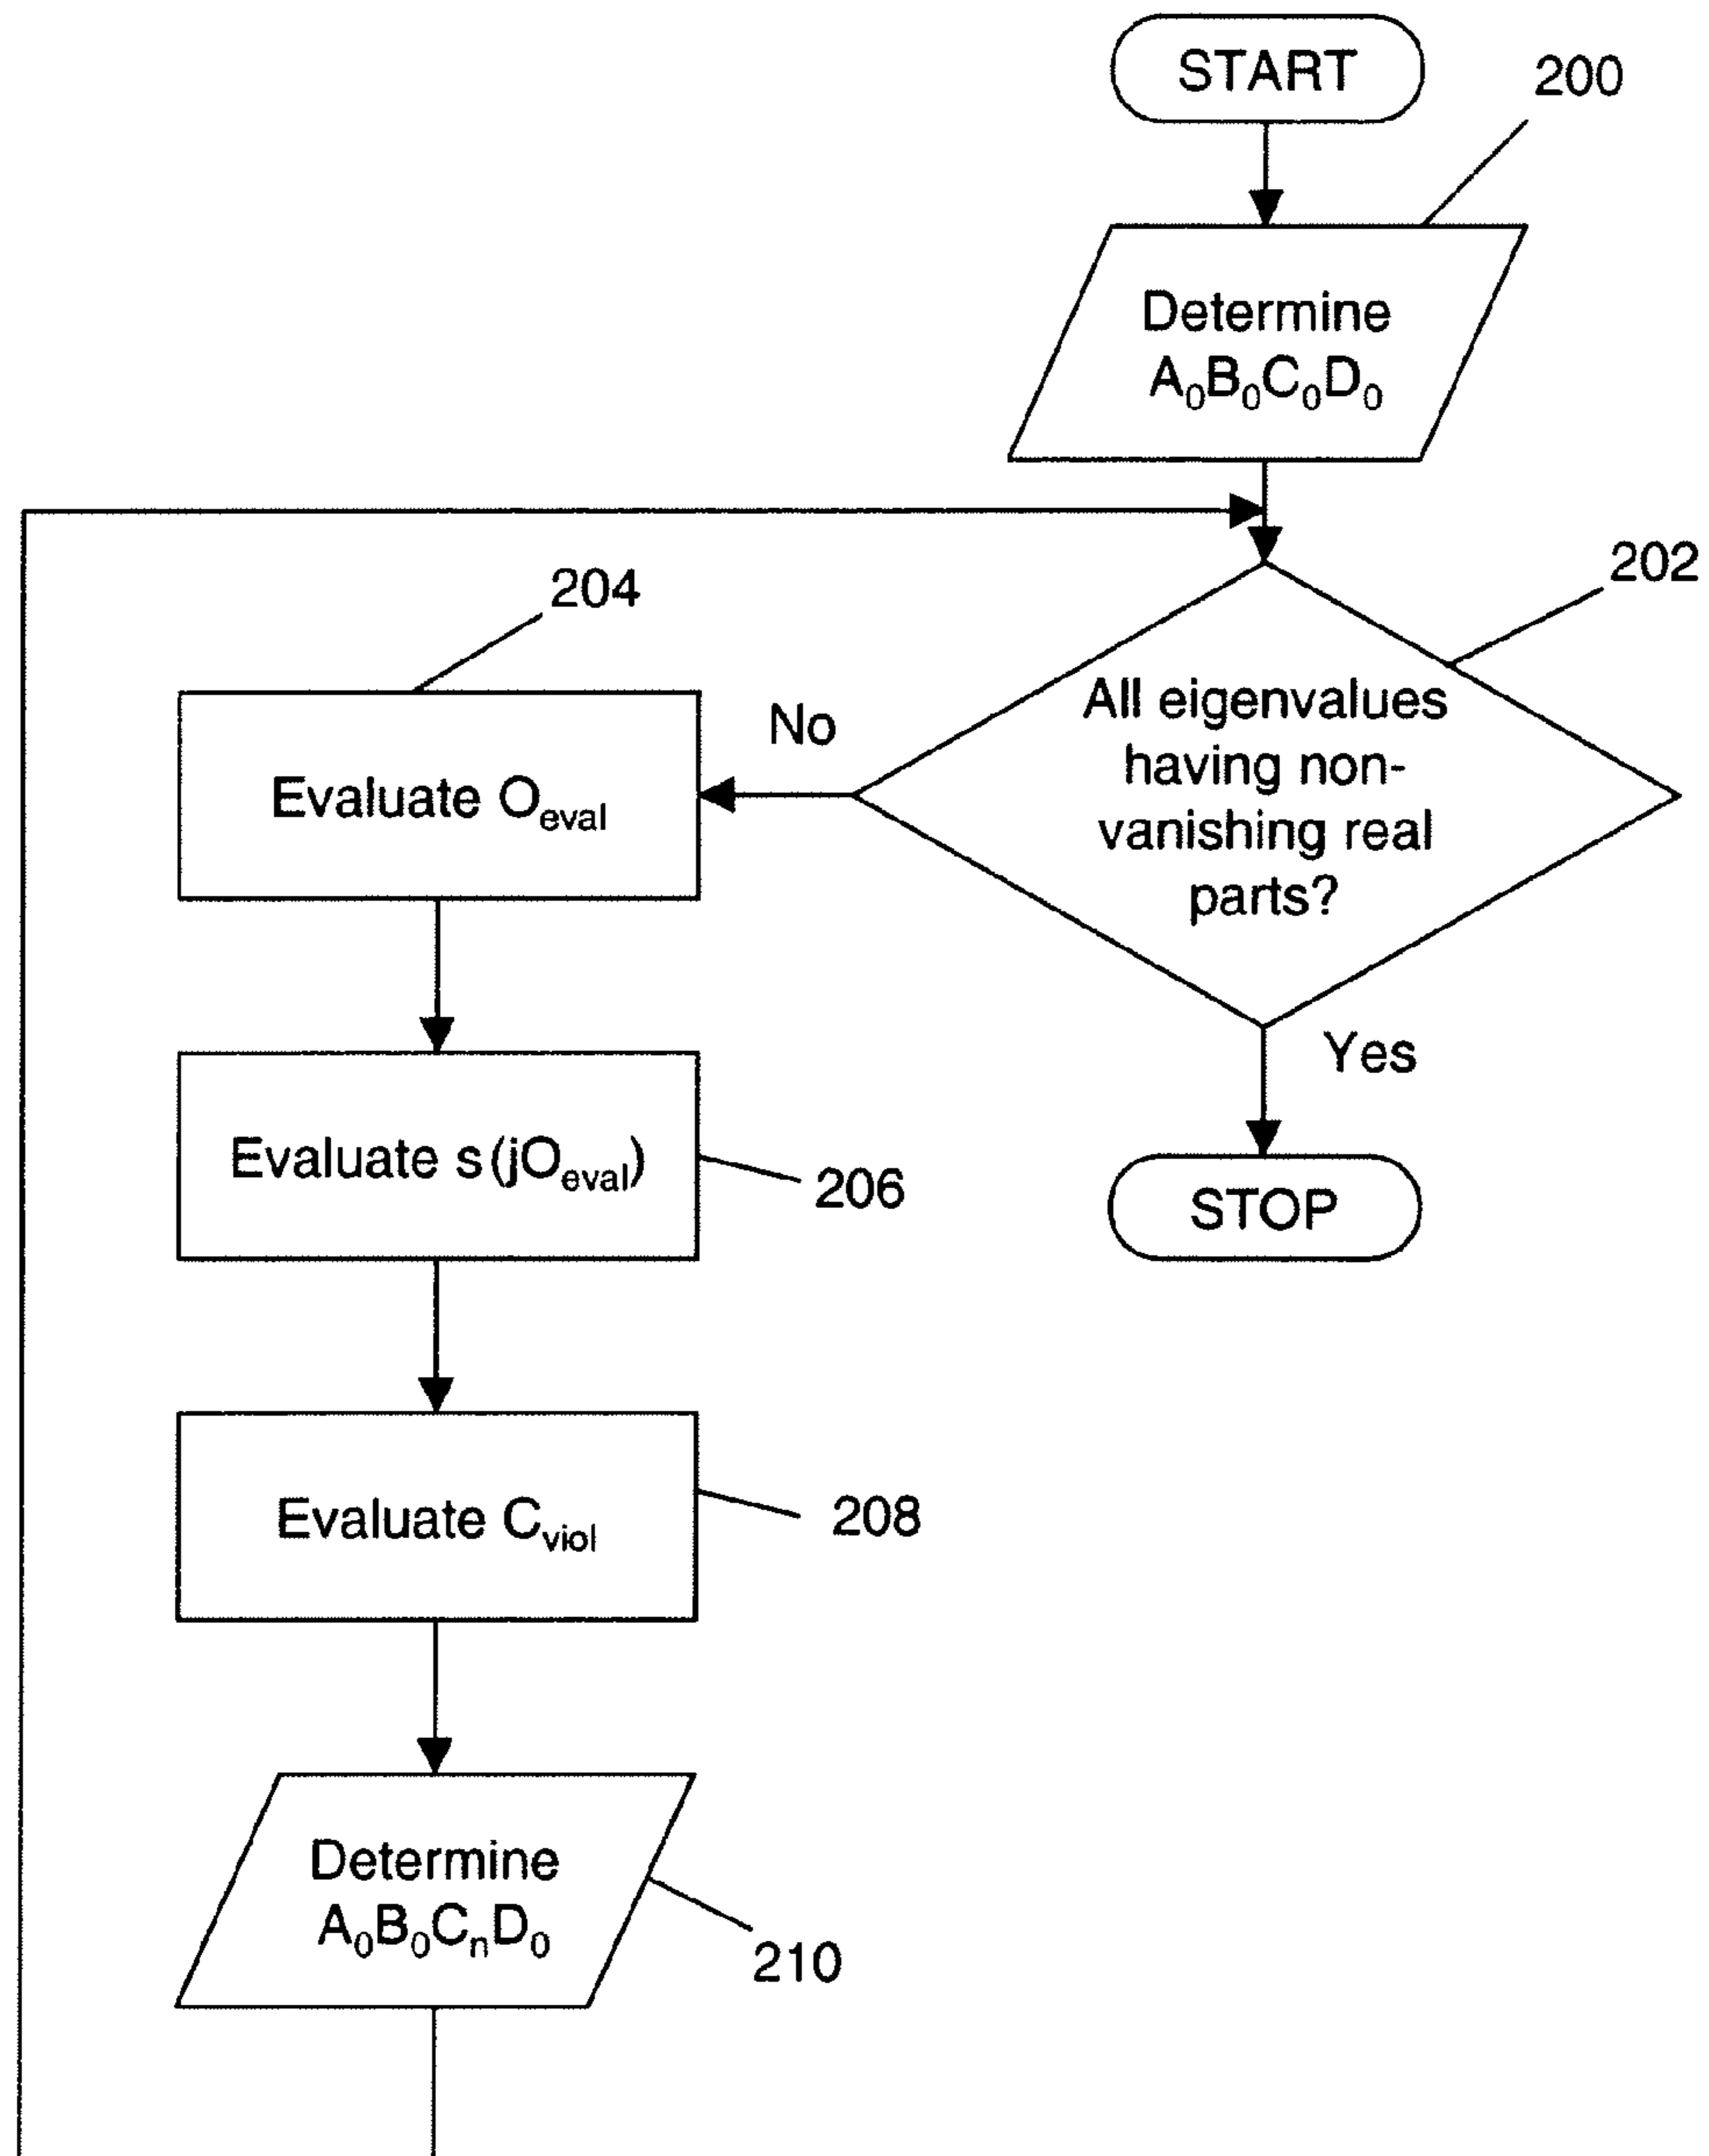 START
200
Determine
A₀B₀C₀D₀
202
204
All eigenvalues
having non-
vanishing real
parts?
No
Evaluate Oₑᵥₐₗ
Yes
Evaluate s(jOₑᵥₐₗ)
206
STOP
Evaluate Cᵥᵢₒₗ
208
Determine
A₀B₀CₙD₀
210